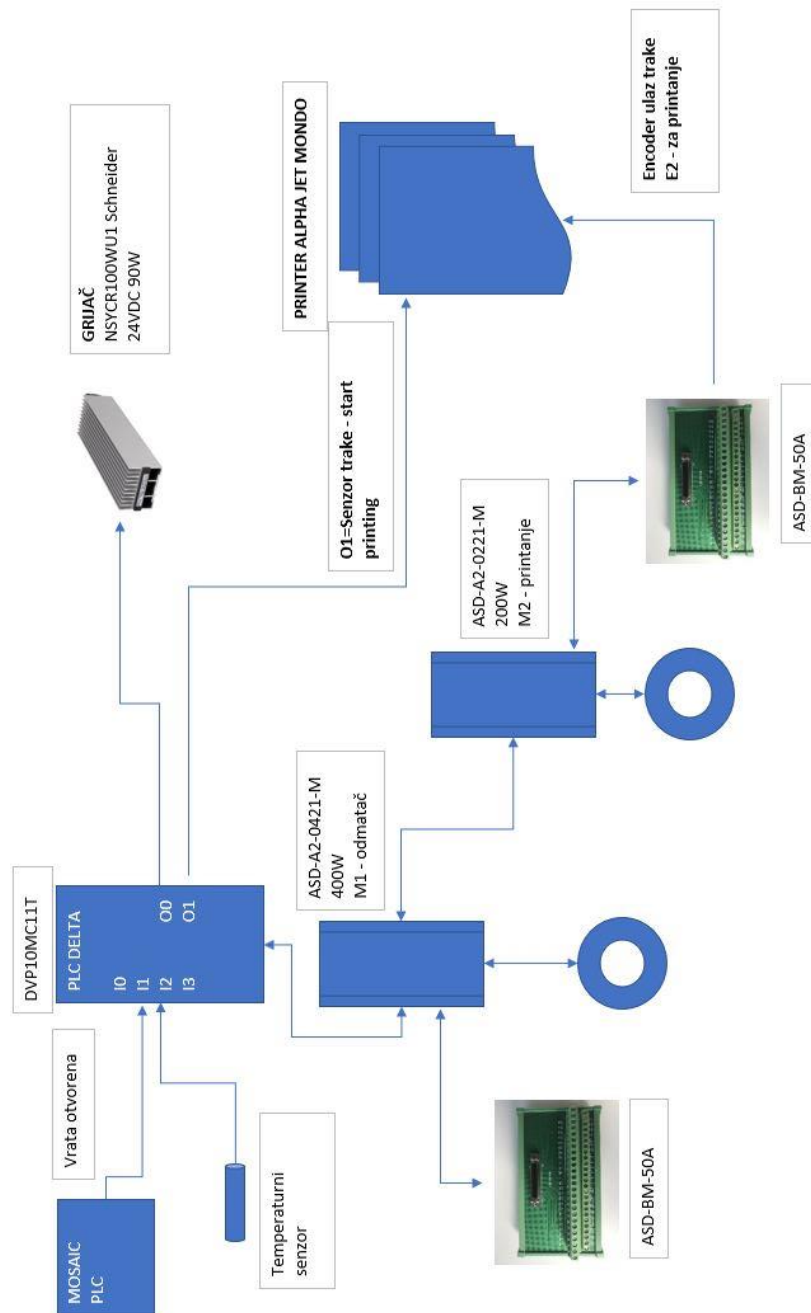 MOSAIC
PLC
Vrata otvorena
Temperaturni
senzor
DVP10MC11T
PLC DELTA
I0
I1
I2
I3
O0
O1
GRIJAČ
NSYCR100WU1 Schneider
24VDC 90W
O1=Senzor trake - start
printing
PRINTER ALPHA JET MONDO
ASD-A2-0421-M
400W
M1 - odmatač
ASD-A2-0221-M
200W
M2 - printanje
Encoder ulaz trake
E2 - za printanje
ASD-BM-50A
ASD-BM-50A